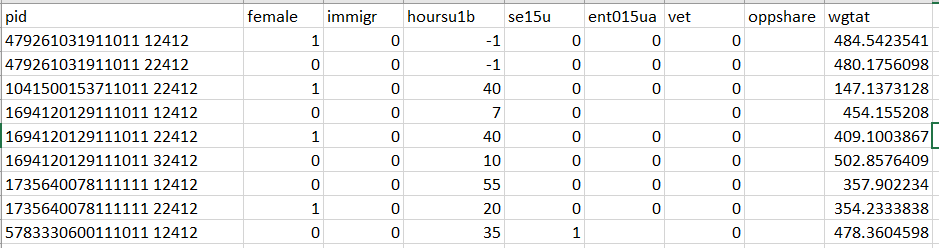 pid female immigr hoursu1b se15u ent015ua vet oppshare wgtat
479261031911011 12412 1 0 -1 0 0 0 484.5423541
479261031911011 22412 0 0 -1 0 0 0 480.1756098
1041500153711011 22412 1 0 40 0 0 0 147.1373128
1694120129111011 12412 0 0 7 0 0 454.155208
1694120129111011 22412 1 0 40 0 0 0 409.1003867
1694120129111011 32412 0 0 10 0 0 0 502.8576409
1735640078111111 12412 0 0 55 0 0 0 357.902234
1735640078111111 22412 1 0 20 0 0 0 354.2333838
5783330600111011 12412 0 0 35 1 0 478.3604598